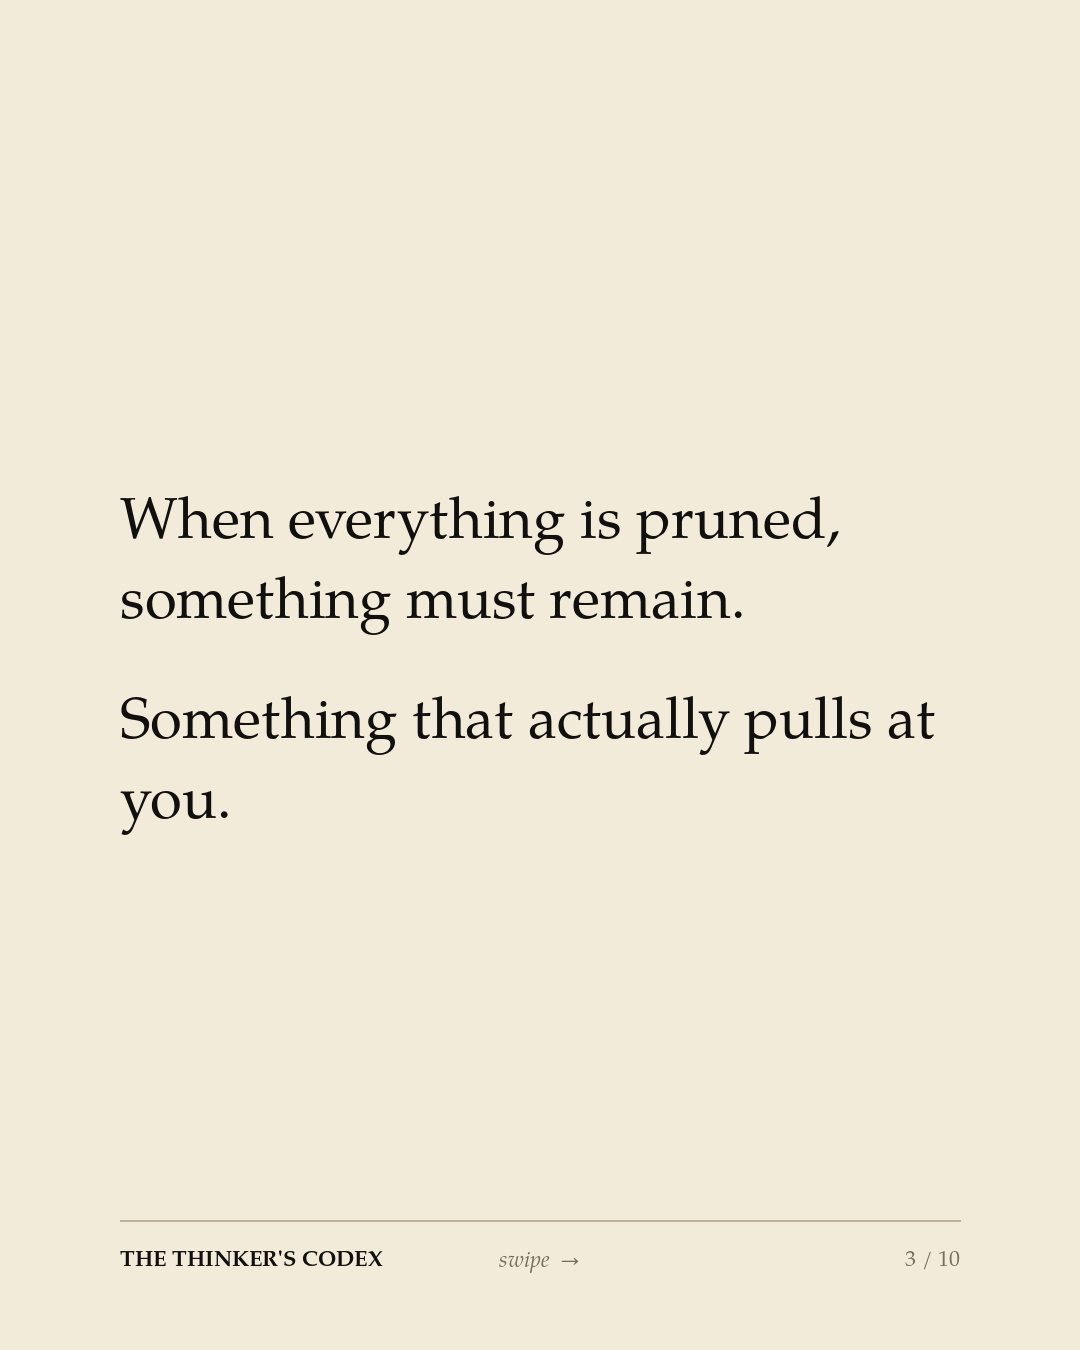 When everything is pruned,
something must remain.
Something that actually pulls at
you.
THE THINKER'S CODEX
swipe →
3 / 10